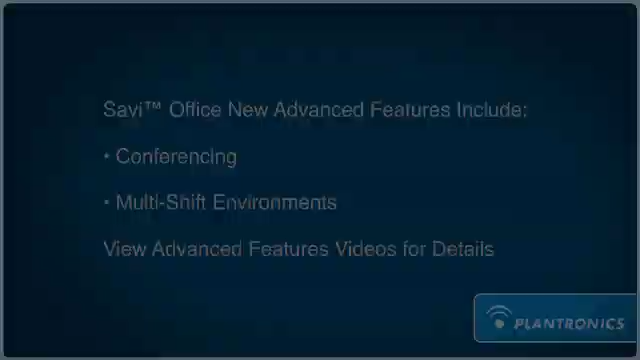 Savi™ Office New Advanced Features Include:
• Conferencing
• Multi-Shift Environments
View Advanced Features Videos for Details
PLANTRONICS